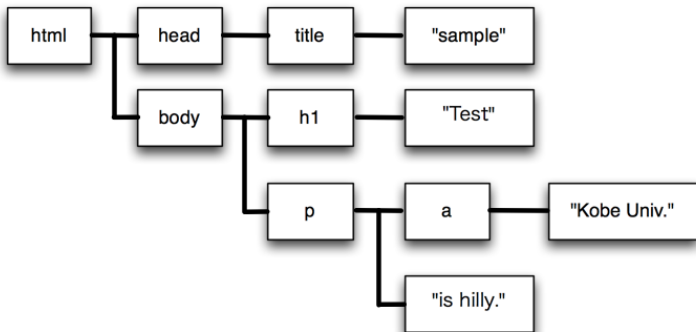 html head title "sample"
body h1 "Test"
p a "Kobe Univ."
"is hilly."